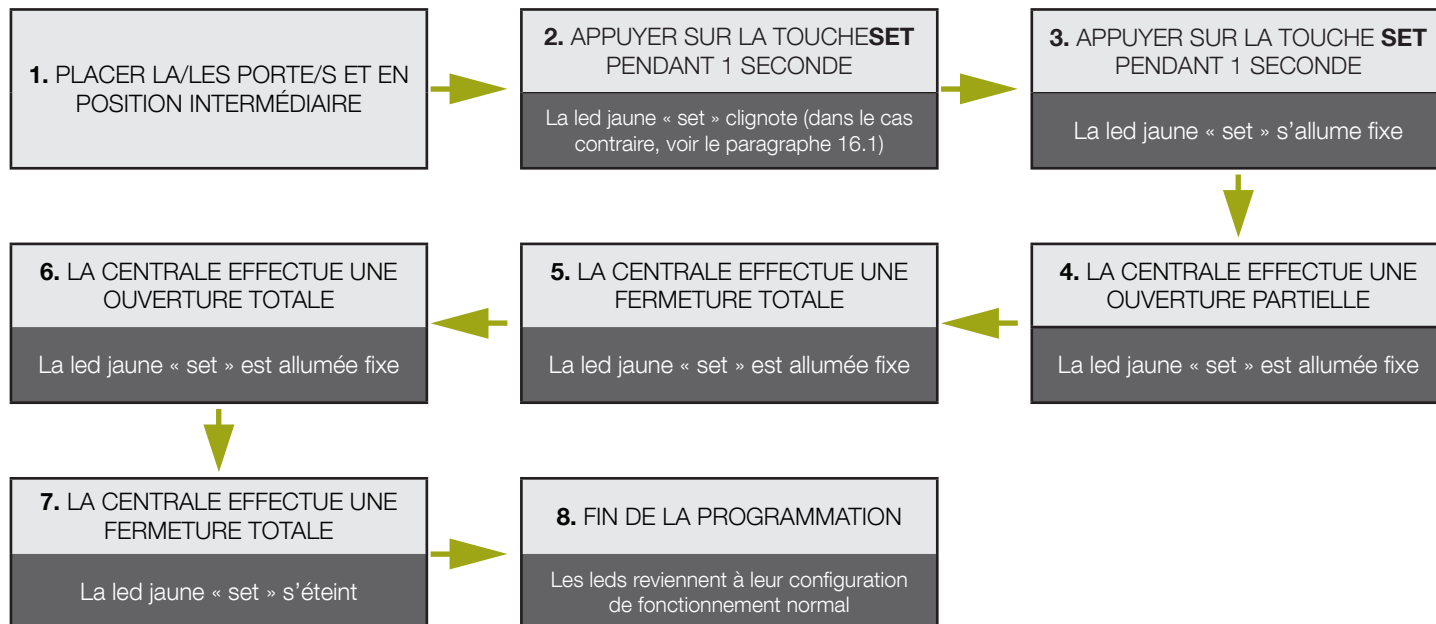 1. PLACER LA/LES PORTE/S ET EN
POSITION INTERMÉDIAIRE
2. APPUYER SUR LA TOUCHESET
PENDANT 1 SECONDE
La led jaune « set » clignote (dans le cas
contraire, voir le paragraphe 16.1)
3. APPUYER SUR LA TOUCHE SET
PENDANT 1 SECONDE
La led jaune « set » s’allume fixe
4. LA CENTRALE EFFECTUE UNE
OUVERTURE PARTIELLE
La led jaune « set » est allumée fixe
5. LA CENTRALE EFFECTUE UNE
FERMETURE TOTALE
La led jaune « set » est allumée fixe
6. LA CENTRALE EFFECTUE UNE
OUVERTURE TOTALE
La led jaune « set » est allumée fixe
7. LA CENTRALE EFFECTUE UNE
FERMETURE TOTALE
La led jaune « set » s’éteint
8. FIN DE LA PROGRAMMATION
Les leds reviennent à leur configuration
de fonctionnement normal